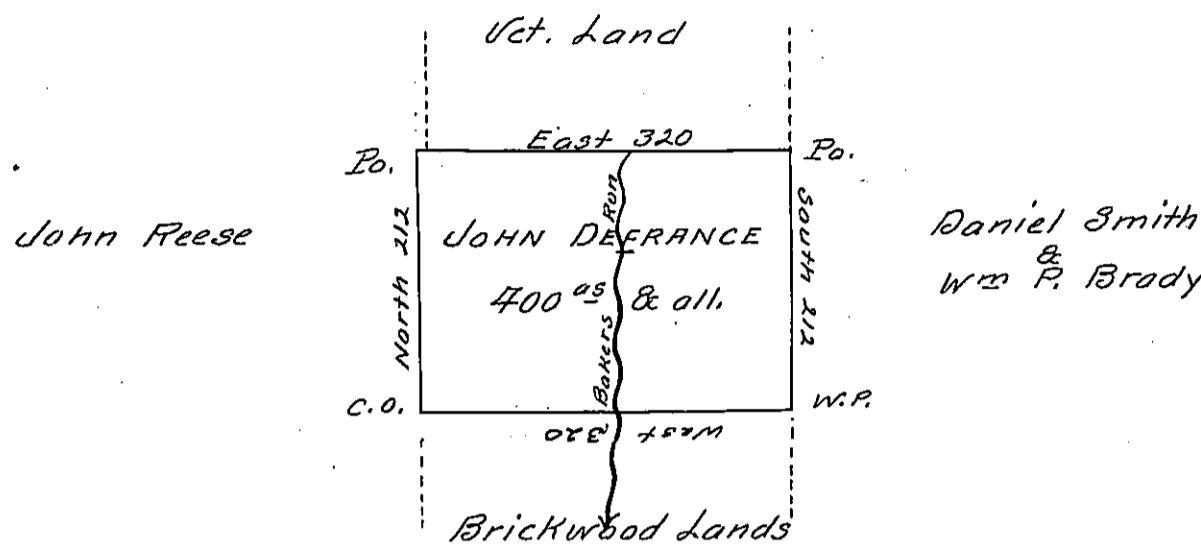 Vet. Land
East 320
Po.
Po.
John Reese
North 212
JOHN DEFRANCE
400 as & all.
Bakers Run
South 212
Daniel Smith
&
Wm P. Brady
C.O.
W.P.
West 320
Brickwood Lands